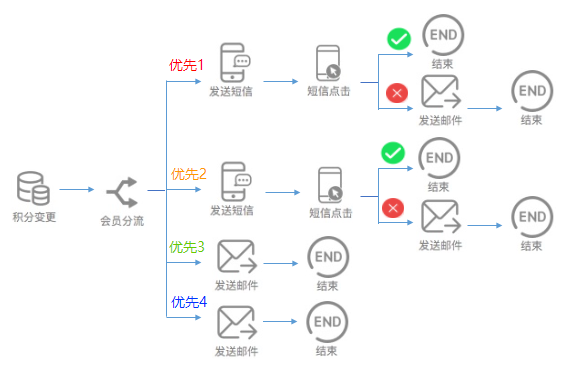 优先1
发送短信
短信点击
END
结束
发送邮件
END
结束
积分变更
会员分流
优先2
发送短信
短信点击
END
结束
发送邮件
END
结束
优先3
发送邮件
END
结束
优先4
发送邮件
END
结束